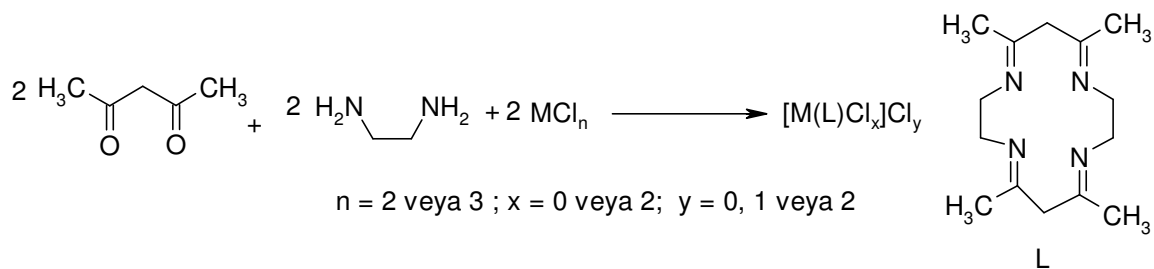 2 H₃C CH₃ O O + 2 H₂N NH₂ + 2 MClₙ [M(L)Clₓ]Clᵧ
n = 2 veya 3 ; x = 0 veya 2; y = 0, 1 veya 2
H₃C CH₃
N N
N N
H₃C CH₃
L